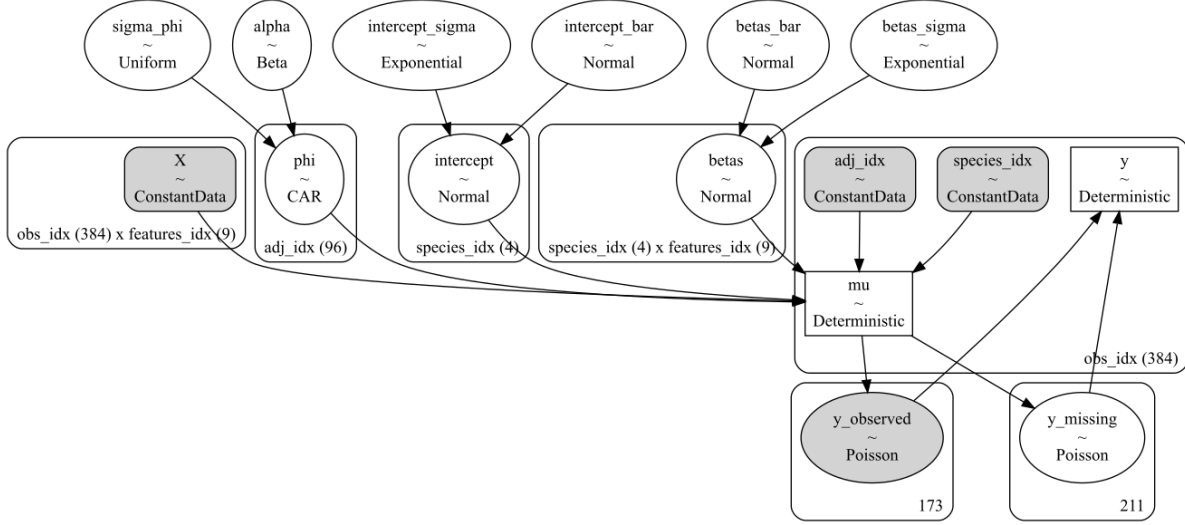 sigma_phi
~
Uniform
alpha
~
Beta
intercept_sigma
~
Exponential
intercept_bar
~
Normal
betas_bar
~
Normal
betas_sigma
~
Exponential
X
~
ConstantData
obs_idx (384) x features_idx (9)
phi
~
CAR
adj_idx (96)
intercept
~
Normal
species_idx (4)
betas
~
Normal
species_idx (4) x features_idx (9)
adj_idx
~
ConstantData
species_idx
~
ConstantData
y
~
Deterministic
mu
~
Deterministic
obs_idx (384)
y_observed
~
Poisson
173
y_missing
~
Poisson
211